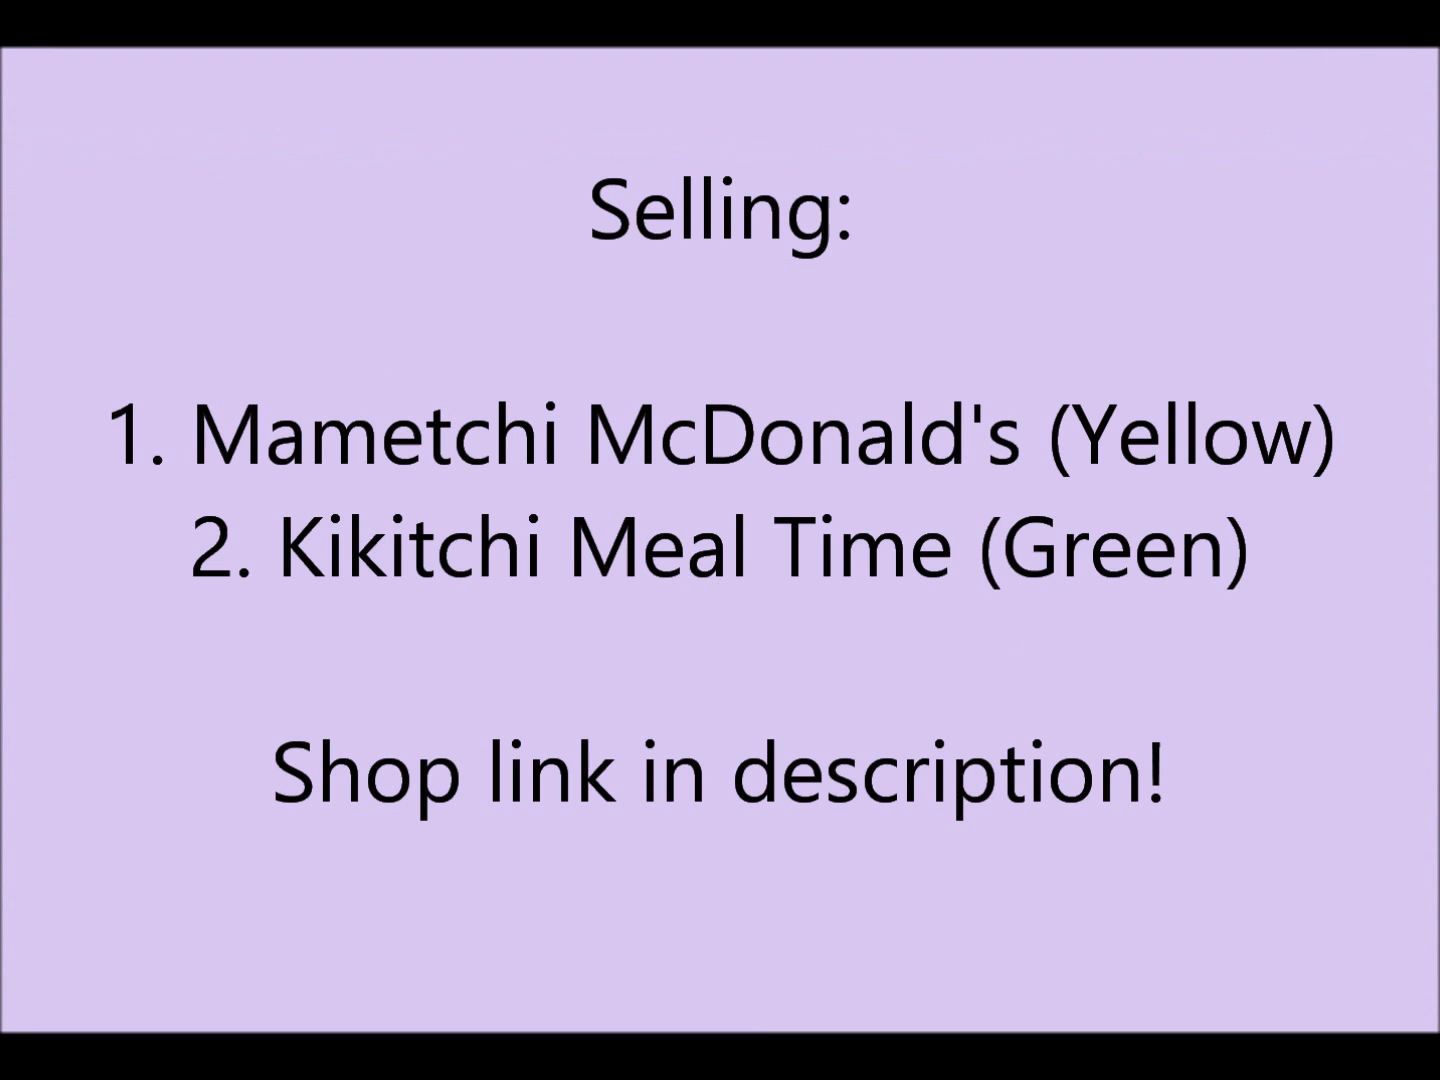 Selling:
1. Mametchi McDonald's (Yellow)
2. Kikitchi Meal Time (Green)
Shop link in description!